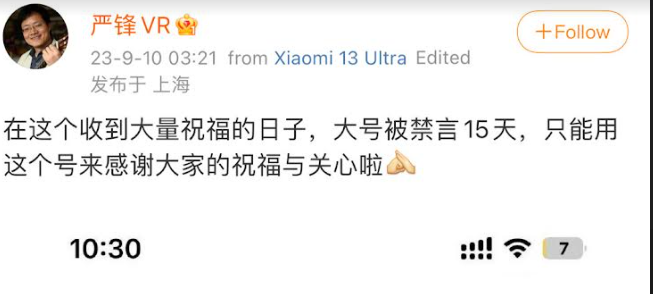 严锋VR
+Follow
23-9-10 03:21 from Xiaomi 13 Ultra Edited
发布于 上海
在这个收到大量祝福的日子，大号被禁言15天，只能用
这个号来感谢大家的祝福与关心啦
10:30
7